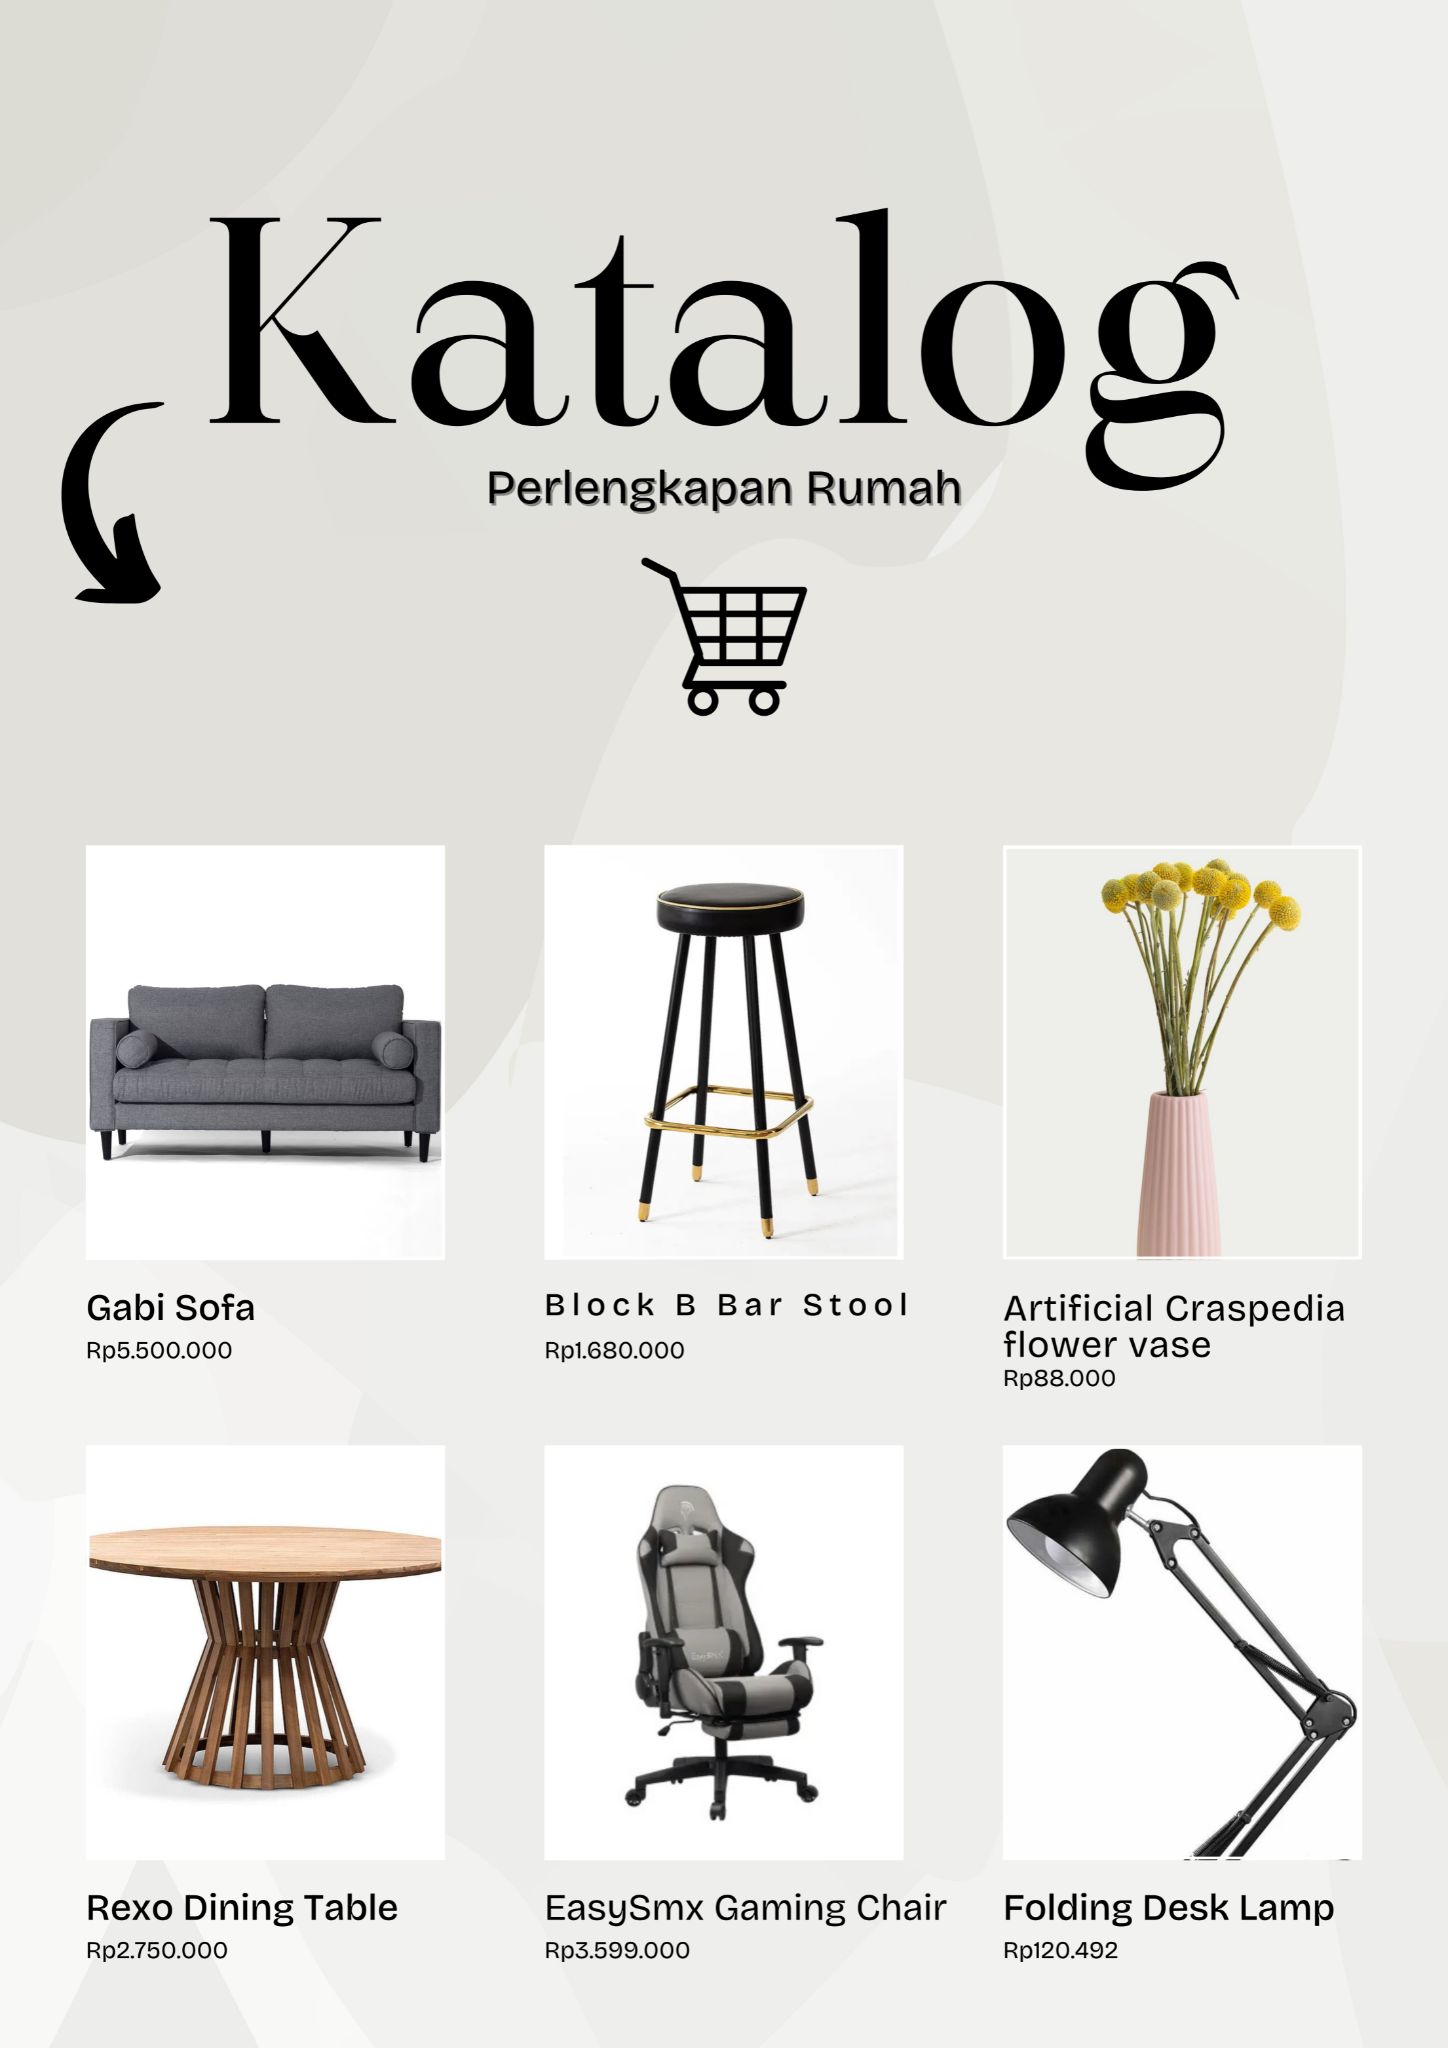 Katalog
Perlengkapan Rumah
Gabi Sofa
Rp5.500.000
Block B Bar Stool
Rp1.680.000
Artificial Craspedia
flower vase
Rp88.000
Rexo Dining Table
Rp2.750.000
EasySmx
EasySmx Gaming Chair
Rp3.599.000
Folding Desk Lamp
Rp120.492